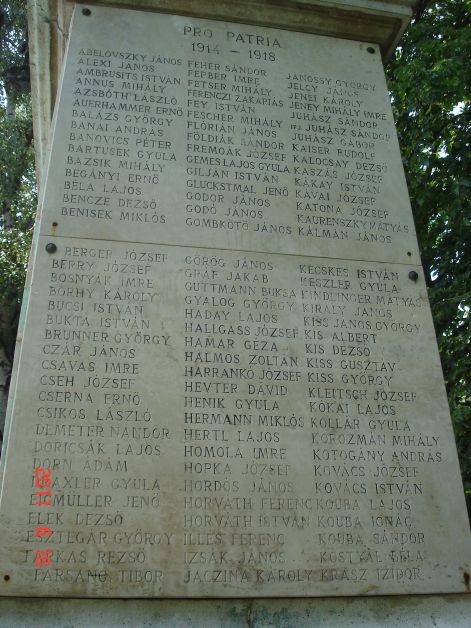 PRO PATRIA
1914 - 1918
ABELOVSZKY JÁNOS
ALEXI JÁNOS
AMBRUSITS ISTVÁN
ANNUS MIHÁLY
AZSBÓTH LÁSZLÓ
AUERHAMMER ERNŐ
BALÁZS GYÖRGY
BANAI ANDRÁS
BANOVICS PÉTER
BARTUSEK GYULA
BAZSIK MIHÁLY
BEGÁNYI ERNŐ
BÉLA LAJOS
BENCZE DEZSŐ
BENISEK MIKLÓS
FEHÉR SÁNDOR
FEPBER IMRE
FETSER MIHÁLY
FERENCZI ZAKARIÁS
FEY ISTVÁN
FESCHER MIHÁLY
FLÓRIÁN JÁNOS
FÖLDIÁK SÁNDOR
FREMDÁK JÓZSEF
GEMES LAJOS GYULA
GILJÁN ISTVÁN
GLÜCKSTMAL JENŐ
GÓDOR JÁNOS
GÓDÓ JÁNOS
GOMBKÖTŐ JÁNOS
JÁNOSSY GYÖRGY
JELCY JÁNOS
JENEI KÁROLY
JENEY MIHÁLY IMRE
JUHÁSZ SÁNDOR
IFJ. JUHÁSZ SÁNDOR
JUHÁSZ GÁBOR
KAISER RUDOLF
KALOCSAY DEZSŐ
KASZÁS JÓZSEF
KÁKAY ISTVÁN
KÁVAI JÓZSEF
KATONA JÓZSEF
KAURENSZKY MÁTYÁS
KÁLMÁN JÁNOS
BERGER JÓZSEF
BERRY JÓZSEF
BOSNYÁK IMRE
BORHY KÁROLY
BUCSI ISTVÁN
BUKTA ISTVÁN
BRUNNER GYÖRGY
CZÁR JÁNOS
CSAVAS IMRE
CSEH JÓZSEF
CSERNA ERNŐ
CSIKÓS LÁSZLÓ
DEMETER NÁNDOR
DORICSÁK LAJOS
DORN ÁDÁM
DRAXLER GYULA
MÜLLER JENŐ
ELEK DEZSŐ
ESZTEGÁR GYÖRGY
FARKAS REZSŐ
FARSANG TIBOR
GÖRÖG JÁNOS
GRÁF JAKAB
GUTTMANN BUKSA
GYALOG GYÖRGY
HADAY LAJOS
HALLGASS JÓZSEF
HAMAR GÉZA
HALMOS ZOLTÁN
HARRANKÓ JÓZSEF
HEVTER DÁVID
HENIK GYULA
HERMANN MIKLÓS
HERTL LAJOS
HOMOLA IMRE
HOPKA JÓZSEF
HORDÓS JÁNOS
HORVÁTH FERENC
HORVÁTH ISTVÁN
ILLÉS FERENC
IZSÁK JÁNOS
JACZINA KÁROLY
KECSKÉS ISTVÁN
KESZLER GYULA
KINDLINGER MÁTYÁS
KIRÁLY JÁNOS
KISS JÁNOS GYÖRGY
KIS ALBERT
KIS DEZSŐ
KISS GUSZTÁV
KISS GYÖRGY
KLEITSCH JÓZSEF
KÓKAI LAJOS
KOLLÁR GYULA
KOROZMÁN MIHÁLY
KOTOGÁNY ANDRÁS
KOVÁCS JÓZSEF
KOVÁCS ISTVÁN
KOUBA LAJOS
KOUBA IGNÁC
KOUBA SÁNDOR
KOSTYÁL BÉLA
KRASZ IZIDOR